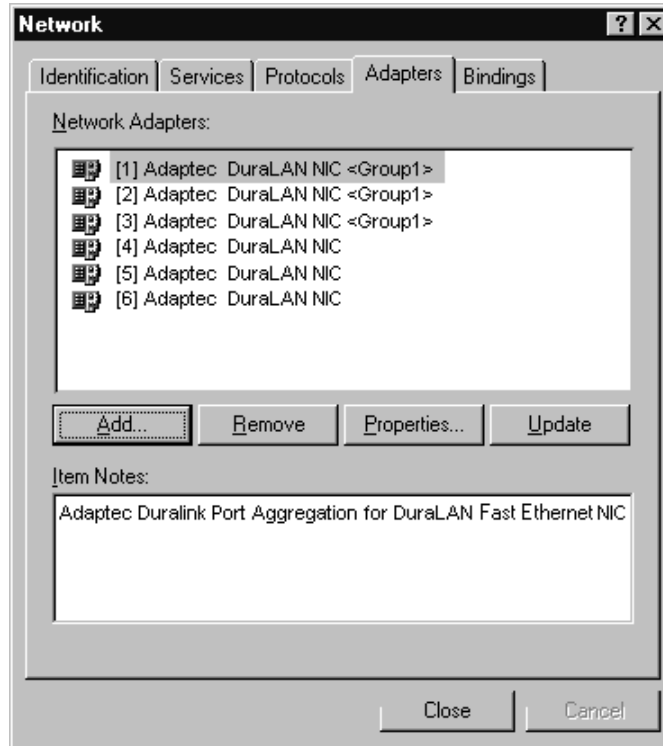 Network
Identification Services Protocols Adapters Bindings
Network Adapters:
[1] Adaptec DuraLAN NIC <Group1>
[2] Adaptec DuraLAN NIC <Group1>
[3] Adaptec DuraLAN NIC <Group1>
[4] Adaptec DuraLAN NIC
[5] Adaptec DuraLAN NIC
[6] Adaptec DuraLAN NIC
Add... Remove Properties... Update
Item Notes:
Adaptec Duralink Port Aggregation for DuraLAN Fast Ethernet NIC
Close Cancel